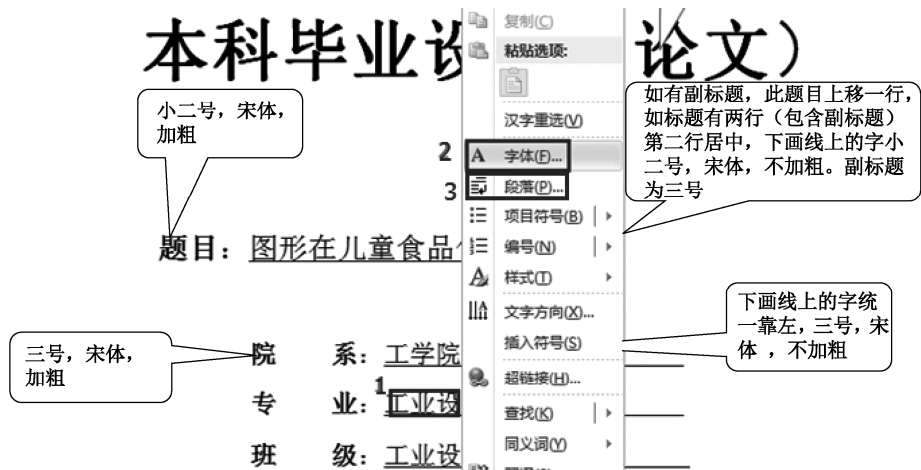 本科毕业设
论文）
小二号，宋体，
加粗
如有副标题，此题目上移一行，
如标题有两行（包含副标题）
第二行居中，下画线上的字小
二号，宋体，不加粗。副标题
为三号
题目：图形在儿童食品
三号，宋体，
加粗
院 系：工学院
专 业：工业设
班 级：工业设
1
2
3
复制(C)
粘贴选项:
汉字重选(V)
A 字体(F)...
段落(P)...
项目符号(B)
编号(N)
样式(T)
文字方向(X)...
插入符号(S)
超链接(H)...
查找(K)
同义词(Y)
下画线上的字统
一靠左，三号，宋
体 ，不加粗